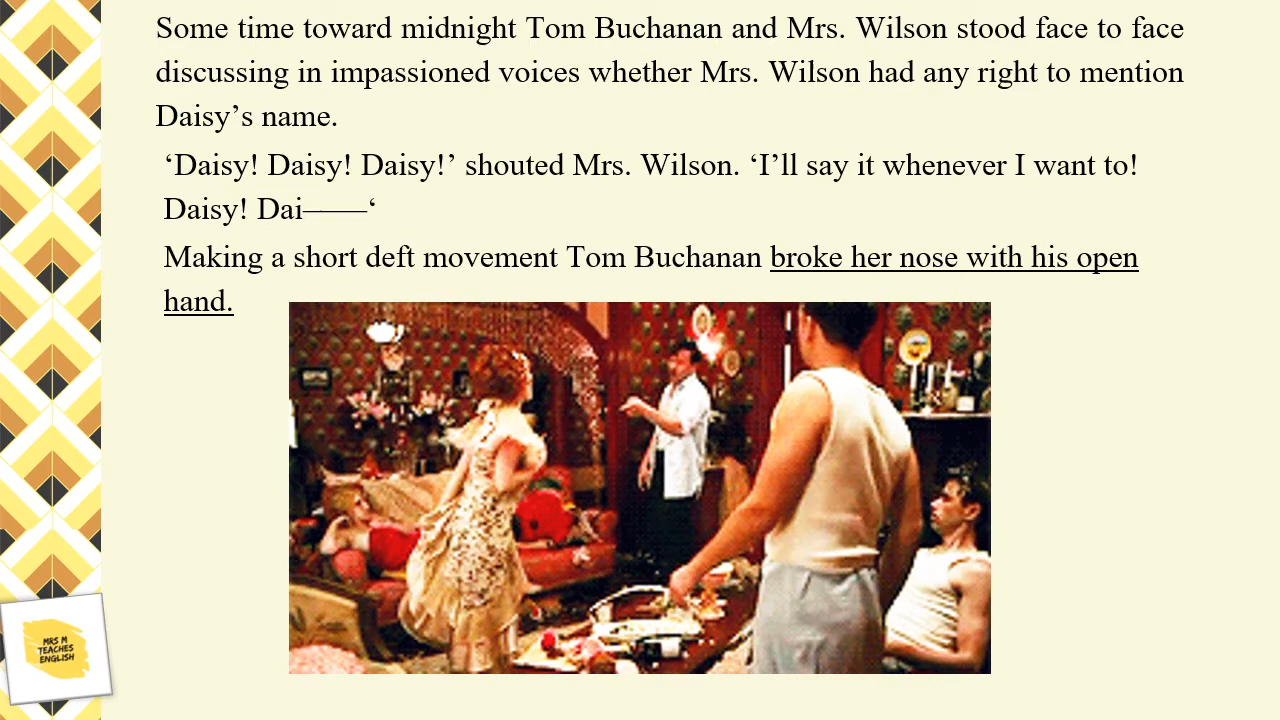 Some time toward midnight Tom Buchanan and Mrs. Wilson stood face to face
discussing in impassioned voices whether Mrs. Wilson had any right to mention
Daisy’s name.
‘Daisy! Daisy! Daisy!’ shouted Mrs. Wilson. ‘I’ll say it whenever I want to!
Daisy! Dai——‘
Making a short deft movement Tom Buchanan broke her nose with his open
hand.
MRS M
TEACHES
ENGLISH